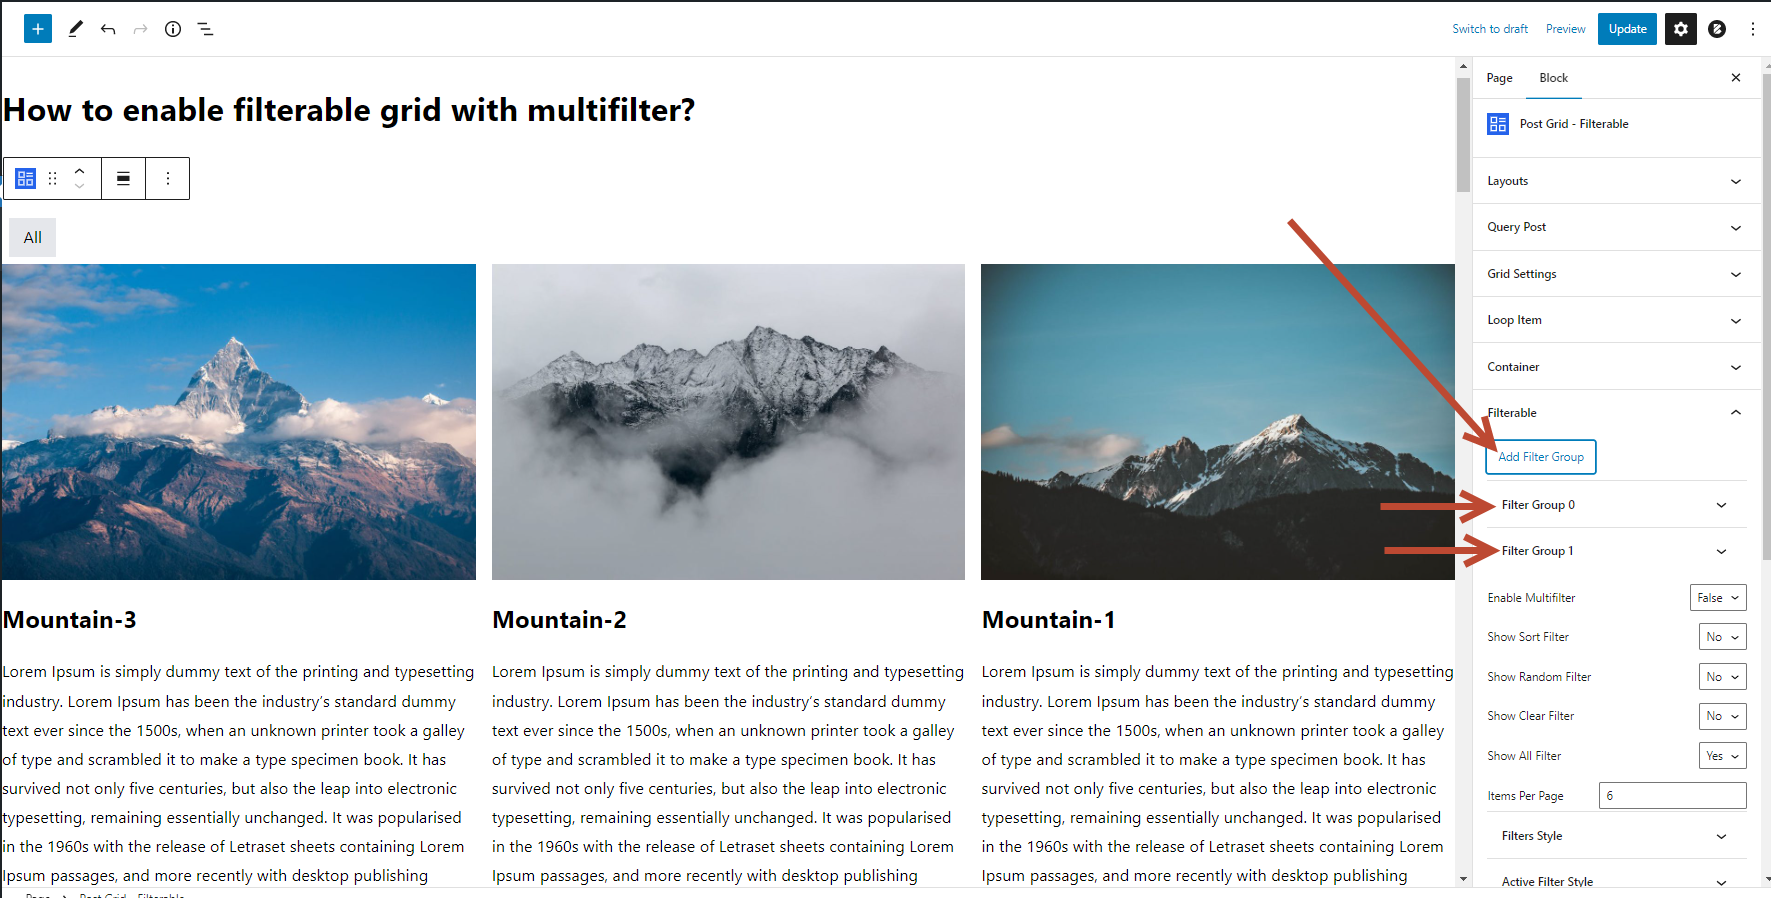 Switch to draft Preview Update
How to enable filterable grid with multifilter?
All
Mountain-3
Lorem Ipsum is simply dummy text of the printing and typesetting
industry. Lorem Ipsum has been the industry’s standard dummy
text ever since the 1500s, when an unknown printer took a galley
of type and scrambled it to make a type specimen book. It has
survived not only five centuries, but also the leap into electronic
typesetting, remaining essentially unchanged. It was popularised
in the 1960s with the release of Letraset sheets containing Lorem
Ipsum passages, and more recently with desktop publishing
Mountain-2
Lorem Ipsum is simply dummy text of the printing and typesetting
industry. Lorem Ipsum has been the industry’s standard dummy
text ever since the 1500s, when an unknown printer took a galley
of type and scrambled it to make a type specimen book. It has
survived not only five centuries, but also the leap into electronic
typesetting, remaining essentially unchanged. It was popularised
in the 1960s with the release of Letraset sheets containing Lorem
Ipsum passages, and more recently with desktop publishing
Mountain-1
Lorem Ipsum is simply dummy text of the printing and typesetting
industry. Lorem Ipsum has been the industry’s standard dummy
text ever since the 1500s, when an unknown printer took a galley
of type and scrambled it to make a type specimen book. It has
survived not only five centuries, but also the leap into electronic
typesetting, remaining essentially unchanged. It was popularised
in the 1960s with the release of Letraset sheets containing Lorem
Ipsum passages, and more recently with desktop publishing
Page Block
Post Grid - Filterable
Layouts
Query Post
Grid Settings
Loop Item
Container
Filterable
Add Filter Group
Filter Group 0
Filter Group 1
Enable Multifilter False
Show Sort Filter No
Show Random Filter No
Show Clear Filter No
Show All Filter Yes
Items Per Page 6
Filters Style
Active Filter Style
Page Post Grid - Filterable